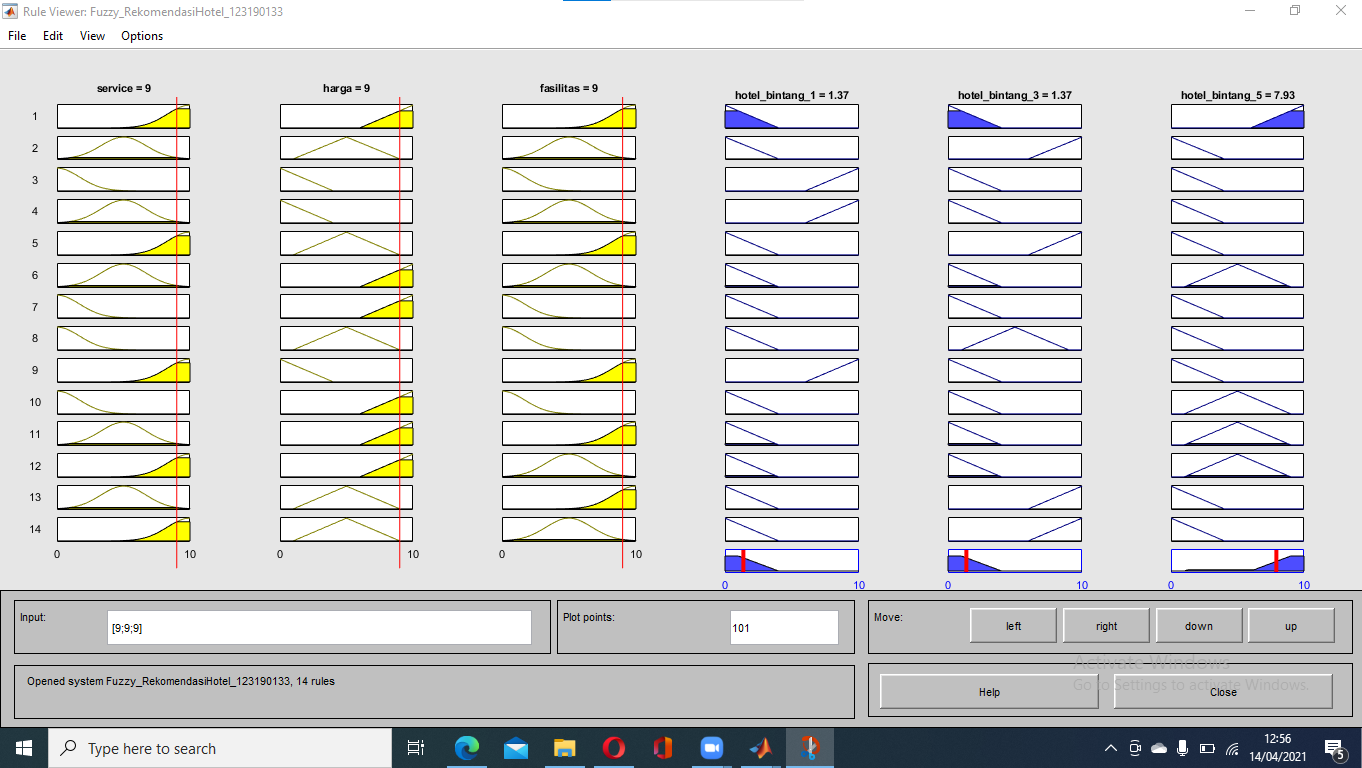 Rule Viewer: Fuzzy_RekomendasiHotel_123190133
File Edit View Options
service = 9 harga = 9 fasilitas = 9 hotel_bintang_1 = 1.37 hotel_bintang_3 = 1.37 hotel_bintang_5 = 7.93
1
2
3
4
5
6
7
8
9
10
11
12
13
14
0 10 0 10 0 10
0 10 0 10 0 10
Input: [9;9;9] Plot points: 101 Move: left right down up
Opened system Fuzzy_RekomendasiHotel_123190133, 14 rules
Help Close
Activate Windows
Go to Settings to activate Windows.
Type here to search
12:56
14/04/2021
5